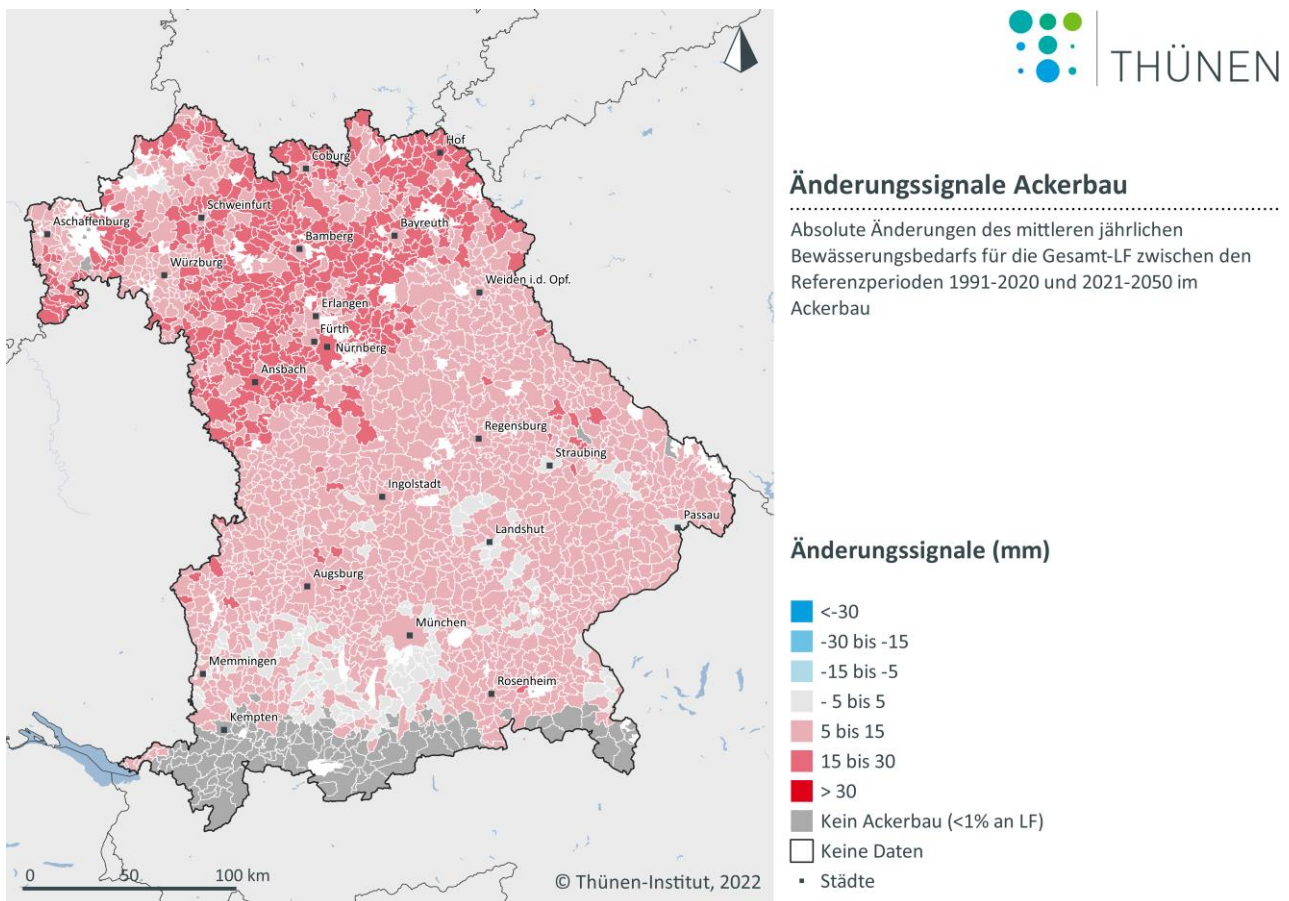 THÜNEN
Änderungssignale Ackerbau
Absolute Änderungen des mittleren jährlichen
Bewässerungsbedarfs für die Gesamt-LF zwischen den
Referenzperioden 1991-2020 und 2021-2050 im
Ackerbau
Hof
Coburg
Schweinfurt
Aschaffenburg
Bayreuth
Bamberg
Würzburg
Weiden i.d. Opf.
Erlangen
Fürth
Nürnberg
Ansbach
Regensburg
Straubing
Ingolstadt
Passau
Landshut
Augsburg
München
Memmingen
Rosenheim
Kempten
0 50 100 km
© Thünen-Institut, 2022
Änderungssignale (mm)
<-30
-30 bis -15
-15 bis -5
- 5 bis 5
5 bis 15
15 bis 30
> 30
Kein Ackerbau (<1% an LF)
Keine Daten
Städte